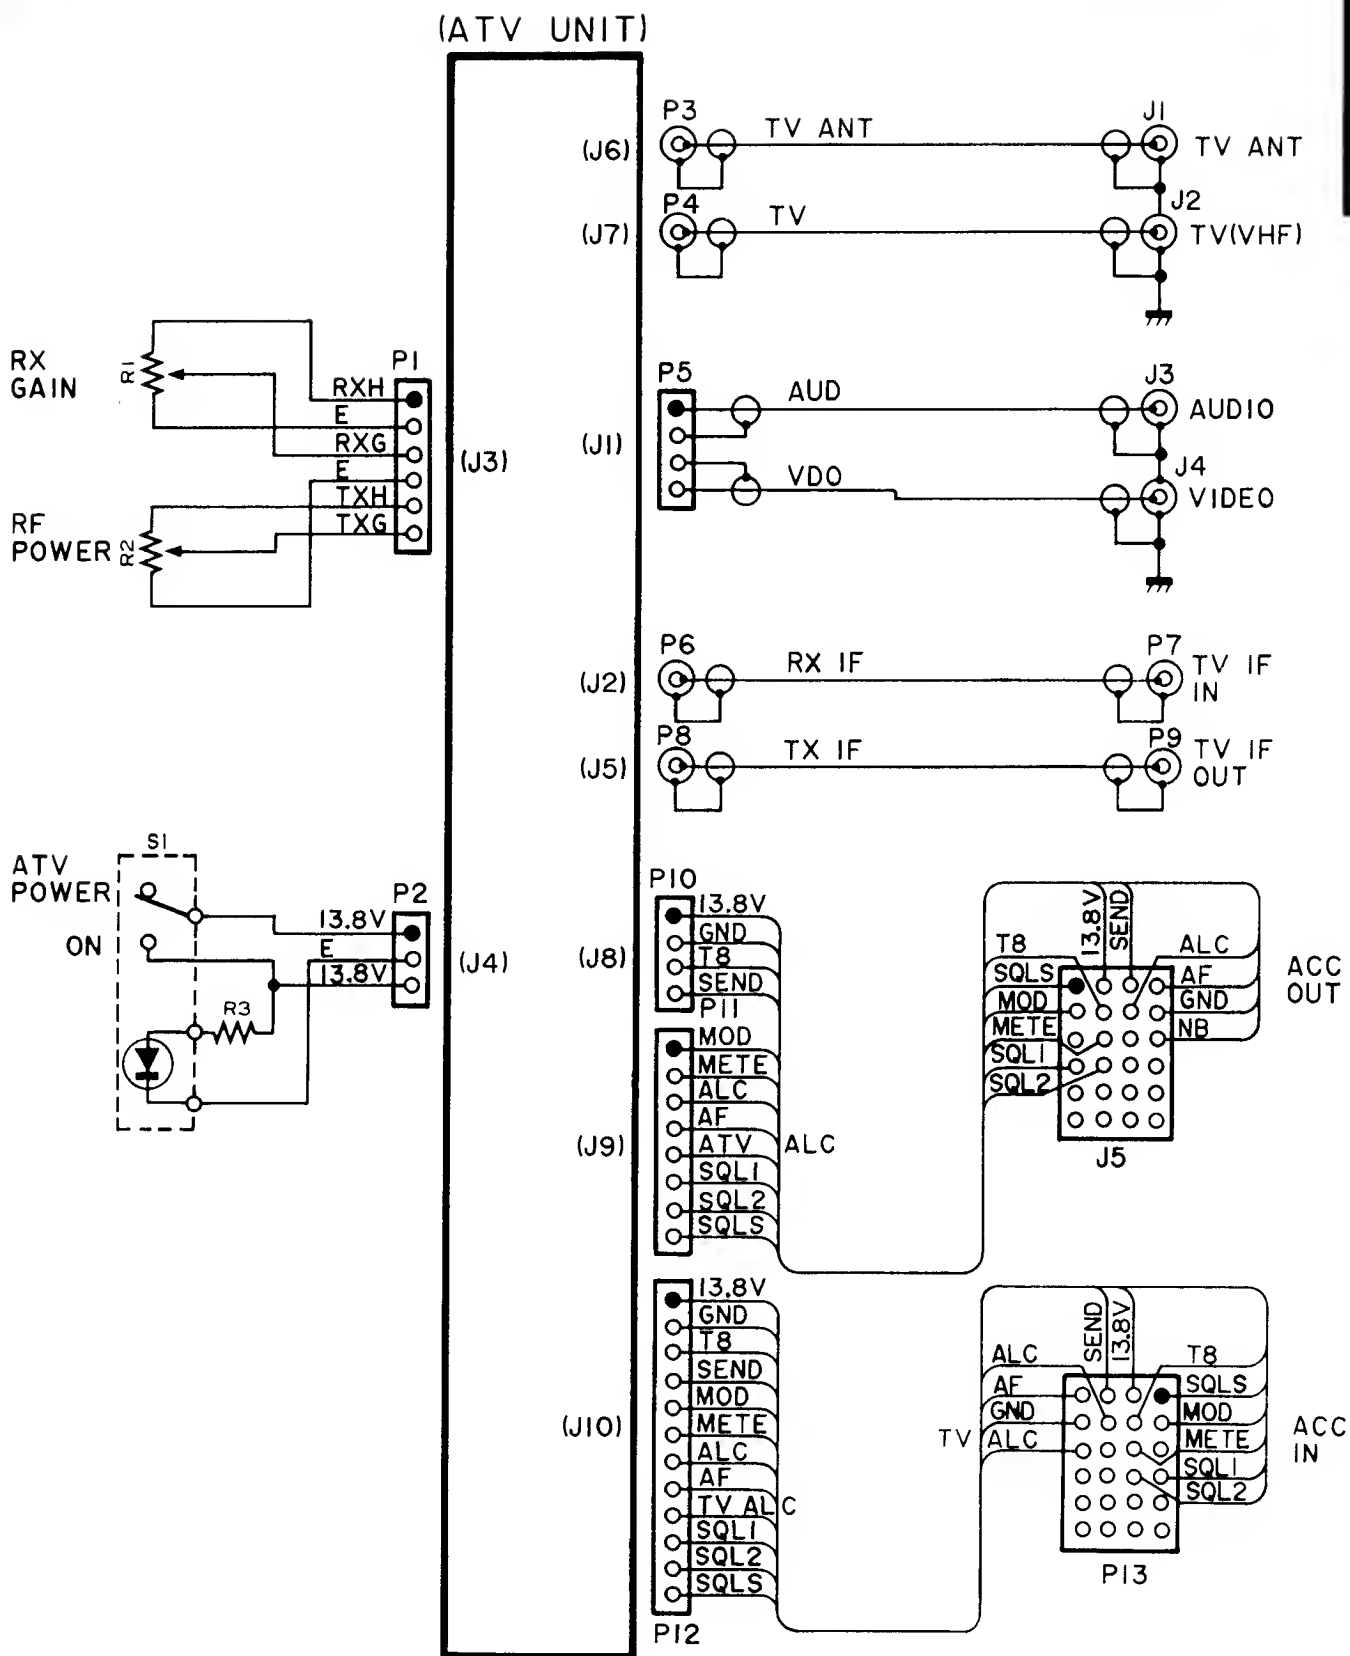 (ATV UNIT)
P3
TV ANT
J1
(J6)
TV ANT
P4
TV
J2
(J7)
TV(VHF)
RX
GAIN
R1
P1
RXH
E
RXG
E
TXH
TXG
(J3)
RF
POWER
R2
P5
AUD
J3
AUDIO
(J1)
VDO
J4
VIDEO
P6
RX IF
P7
(J2)
TV IF
IN
P8
TX IF
P9
(J5)
TV IF
OUT
S1
ATV
POWER
ON
P2
13.8V
E
13.8V
(J4)
R3
P10
13.8V
GND
T8
SEND
(J8)
P11
MOD
METE
ALC
AF
ATV ALC
SQL1
SQL2
SQLS
(J9)
13.8V
SEND
T8
SQLS
MOD
METE
SQL1
SQL2
ALC
AF
GND
NB
ACC
OUT
J5
13.8V
GND
T8
SEND
MOD
METE
ALC
AF
TV ALC
SQL1
SQL2
SQLS
(J10)
P12
SEND
13.8V
ALC
AF
GND
TV ALC
T8
SQLS
MOD
METE
SQL1
SQL2
ACC
IN
P13